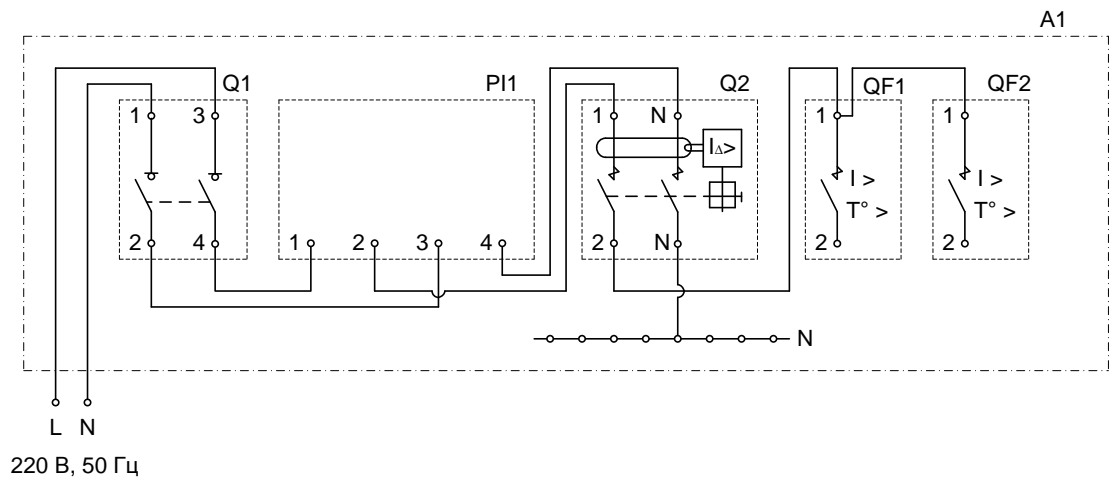 A1
Q1 PI1 Q2 QF1 QF2
1 3 1 N 1 1
I∆>
I > I >
T° > T° >
2 4 1 2 3 4 2 N 2 2
N
L N
220 В, 50 Гц